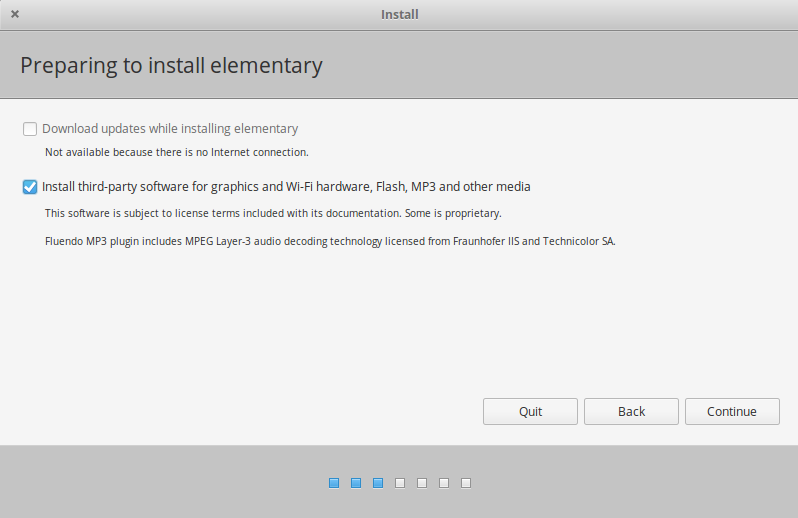 Install
Preparing to install elementary
Download updates while installing elementary
Not available because there is no Internet connection.
Install third-party software for graphics and Wi-Fi hardware, Flash, MP3 and other media
This software is subject to license terms included with its documentation. Some is proprietary.
Fluendo MP3 plugin includes MPEG Layer-3 audio decoding technology licensed from Fraunhofer IIS and Technicolor SA.
Quit Back Continue